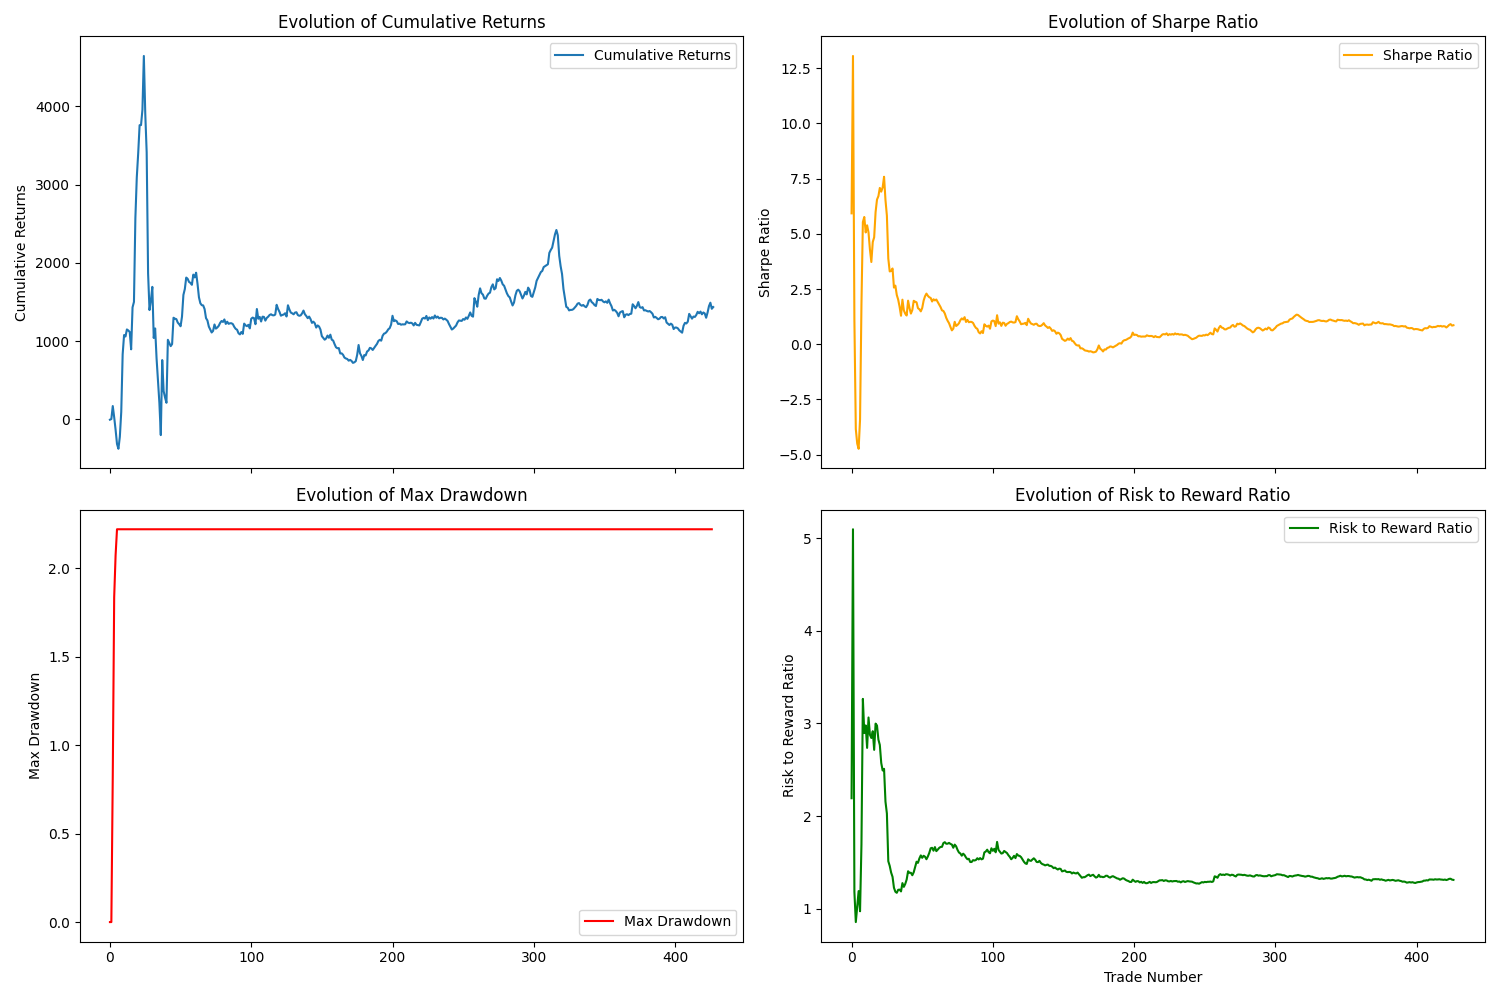 Evolution of Cumulative Returns
Cumulative Returns
4000
3000
2000
1000
0
Cumulative Returns
Evolution of Sharpe Ratio
Sharpe Ratio
12.5
10.0
7.5
5.0
2.5
0.0
−2.5
−5.0
Sharpe Ratio
Evolution of Max Drawdown
Max Drawdown
2.0
1.5
1.0
0.5
0.0
Max Drawdown
0 100 200 300 400
Evolution of Risk to Reward Ratio
Risk to Reward Ratio
5
4
3
2
1
Risk to Reward Ratio
0 100 200 300 400
Trade Number